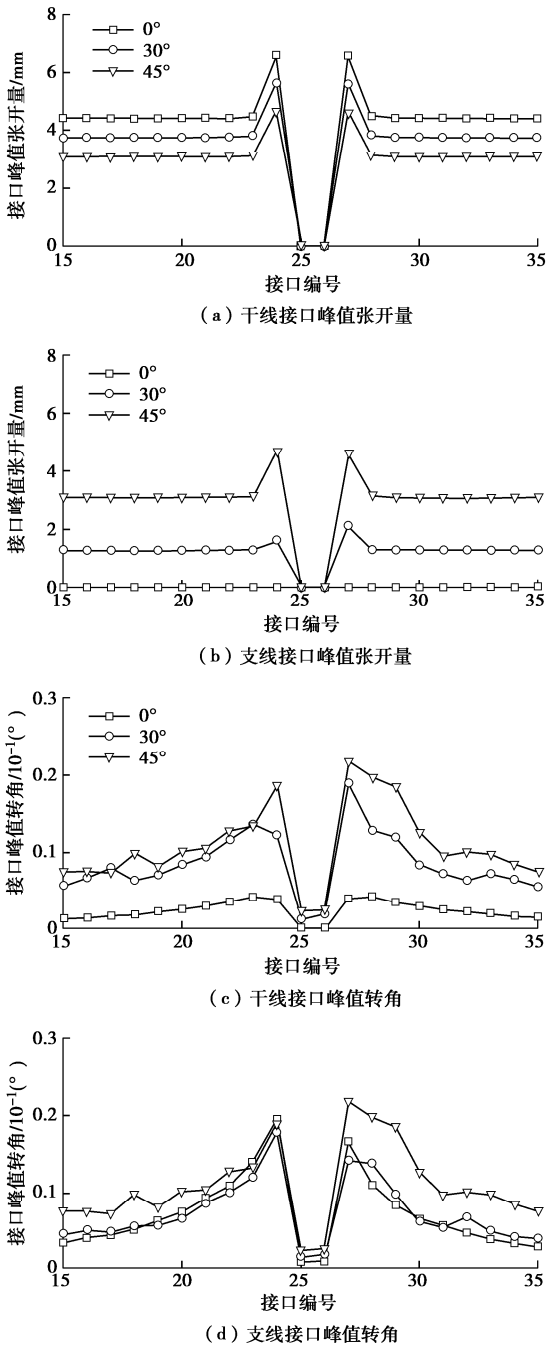 0°
30°
45°
接口峰值张开量/mm
8
6
4
2
0
15 20 25 30 35
接口编号
（a）干线接口峰值张开量
0°
30°
45°
接口峰值张开量/mm
8
6
4
2
0
15 20 25 30 35
接口编号
（b）支线接口峰值张开量
0°
30°
45°
接口峰值转角/10⁻¹(°)
0.3
0.2
0.1
0
15 20 25 30 35
接口编号
（c）干线接口峰值转角
接口峰值转角/10⁻¹(°)
0.3
0.2
0.1
0
15 20 25 30 35
接口编号
（d）支线接口峰值转角